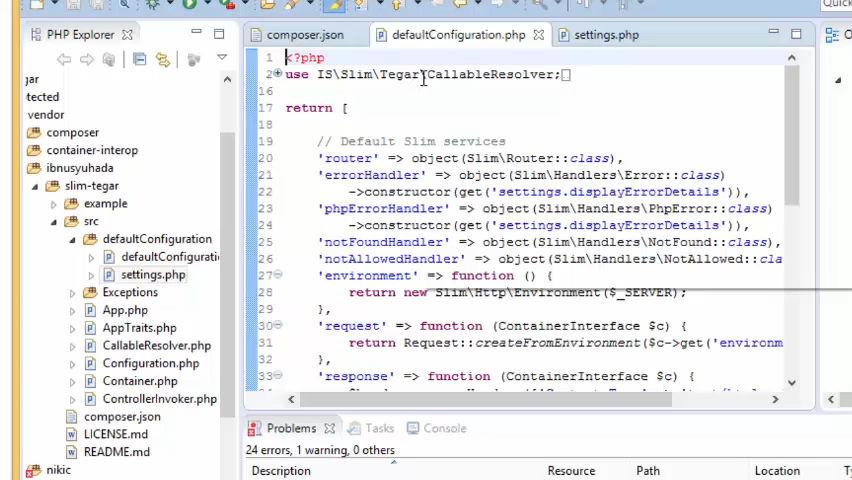 Quick
PHP Explorer
composer.json
defaultConfiguration.php
settings.php
gar
tected
vendor
composer
container-interop
ibnusyuhada
slim-tegar
example
src
defaultConfiguration
defaultConfigurati
settings.php
Exceptions
App.php
AppTraits.php
CallableResolver.php
Configuration.php
Container.php
ControllerInvoker.php
composer.json
LICENSE.md
README.md
nikic
1 <?php
2 use IS\Slim\Tegar\CallableResolver;
16
17 return [
18
19 // Default Slim services
20 'router' => object(Slim\Router::class),
21 'errorHandler' => object(Slim\Handlers\Error::class)
22 ->constructor(get('settings.displayErrorDetails')),
23 'phpErrorHandler' => object(Slim\Handlers\PhpError::class)
24 ->constructor(get('settings.displayErrorDetails')),
25 'notFoundHandler' => object(Slim\Handlers\NotFound::class),
26 'notAllowedHandler' => object(Slim\Handlers\NotAllowed::cla
27 'environment' => function () {
28 return new Slim\Http\Environment($_SERVER);
29 },
30 'request' => function (ContainerInterface $c) {
31 return Request::createFromEnvironment($c->get('environm
32 },
33 'response' => function (ContainerInterface $c) {
Problems
Tasks
Console
24 errors, 1 warning, 0 others
Description
Resource
Path
Location